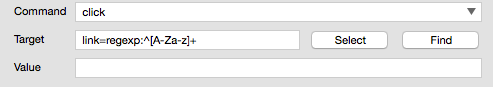 Command click
Target link=regexp:^[A-Za-z]+ Select Find
Value